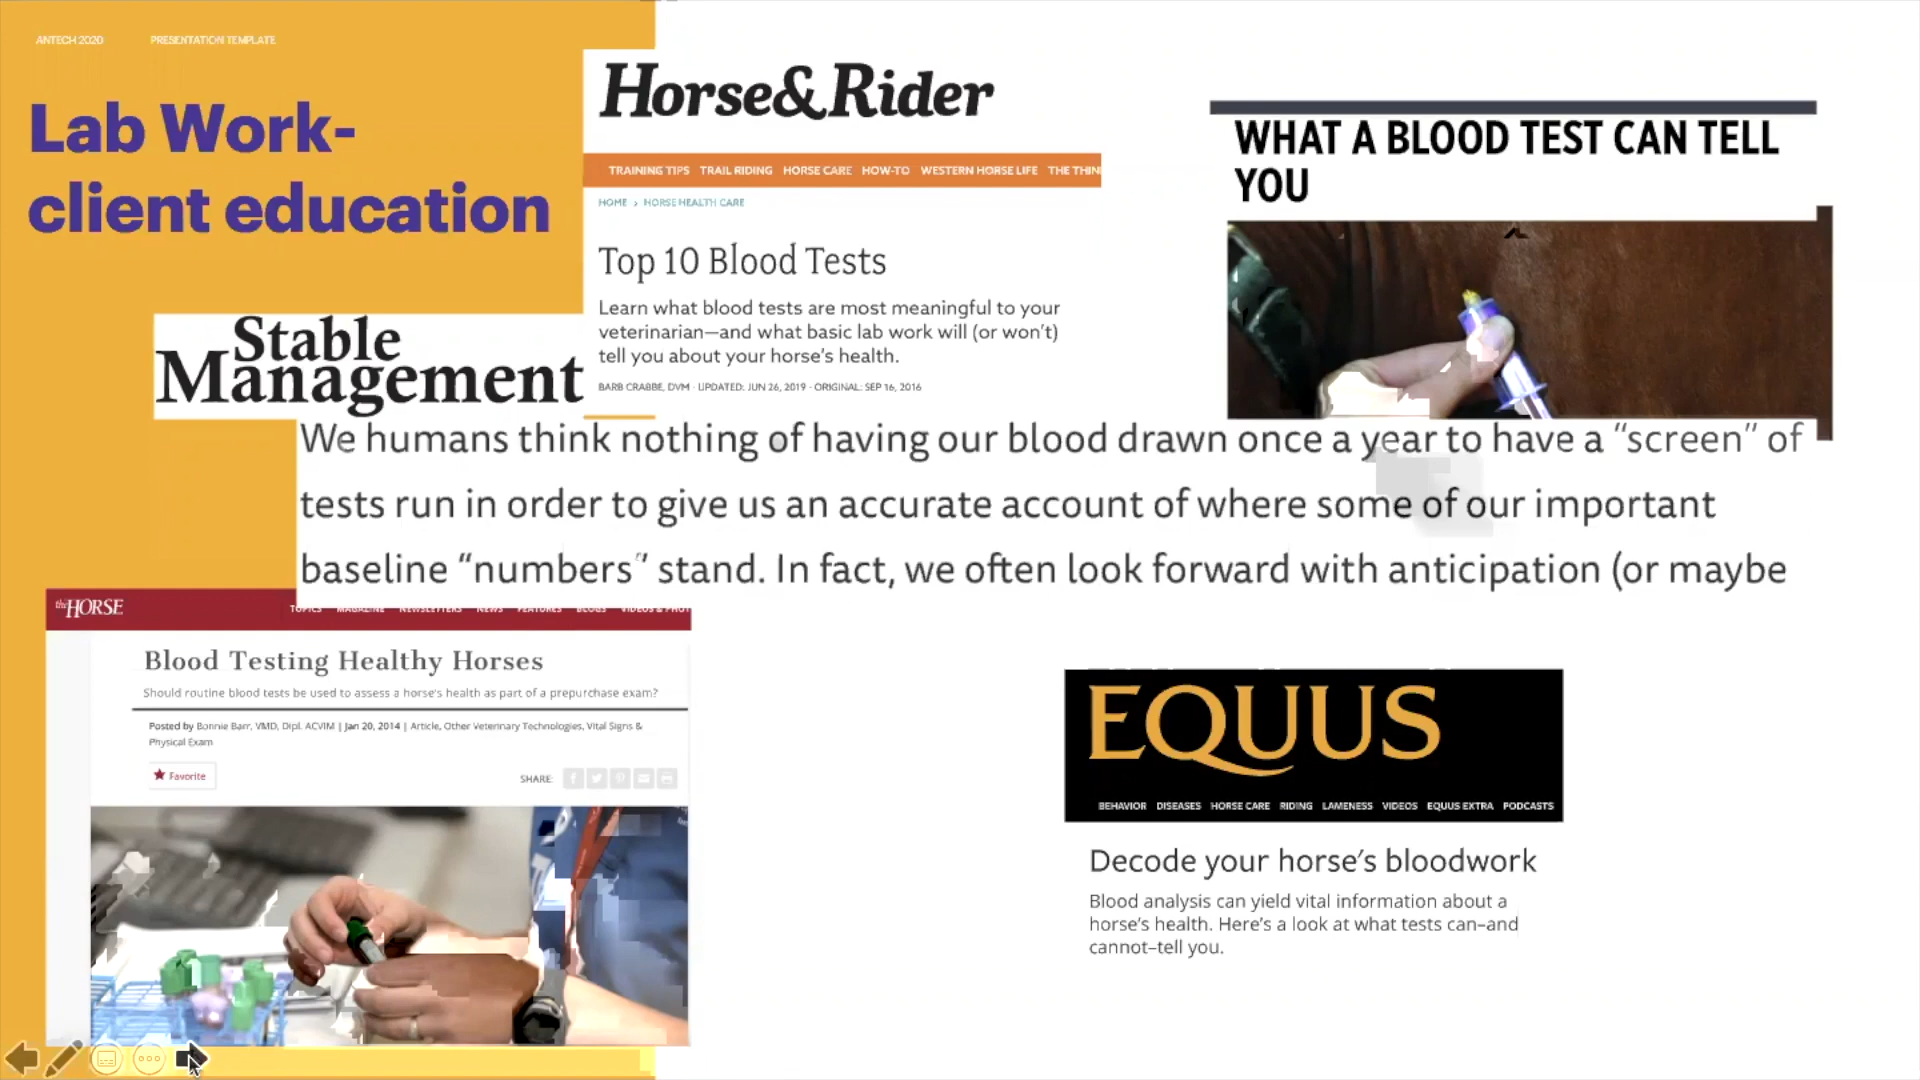 ANTECH 2020 PRESENTATION TEMPLATE
Lab Work-
client education
Horse&Rider
TRAINING TIPS TRAIL RIDING HORSE CARE HOW-TO WESTERN HORSE LIFE THE THIN
HOME > HORSE HEALTH CARE
Top 10 Blood Tests
Learn what blood tests are most meaningful to your
veterinarian—and what basic lab work will (or won't)
tell you about your horse's health.
BARB CRABBE, DVM · UPDATED: JUN 26, 2019 · ORIGINAL: SEP 16, 2016
WHAT A BLOOD TEST CAN TELL
YOU
Stable
Management
We humans think nothing of having our blood drawn once a year to have a “screen” of
tests run in order to give us an accurate account of where some of our important
baseline “numbers” stand. In fact, we often look forward with anticipation (or maybe
the HORSE
TOPICS MAGAZINE NEWSLETTERS NEWS FEATURES BLOGS VIDEOS & PHOT
Blood Testing Healthy Horses
Should routine blood tests be used to assess a horse's health as part of a prepurchase exam?
Posted by Bonnie Barr, VMD, Dipl. ACVIM | Jan 20, 2014 | Article, Other Veterinary Technologies, Vital Signs &
Physical Exam
Favorite
SHARE:
EQUUS
BEHAVIOR DISEASES HORSE CARE RIDING LAMENESS VIDEOS EQUUS EXTRA PODCASTS
Decode your horse's bloodwork
Blood analysis can yield vital information about a
horse's health. Here's a look at what tests can–and
cannot–tell you.